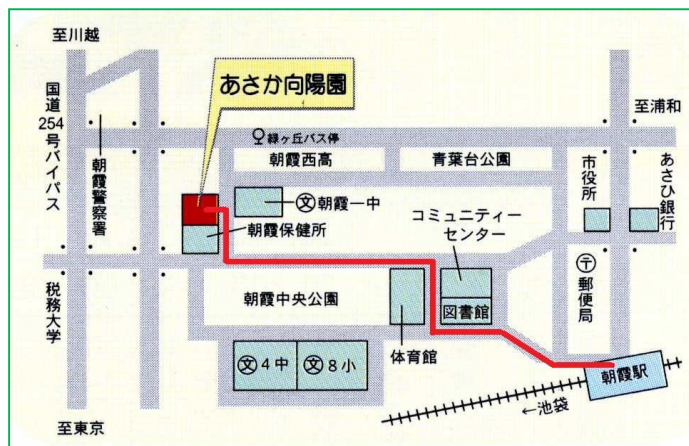 至川越
あさか向陽園
国道254号バイパス
朝霞警察署
緑ヶ丘バス停
朝霞西高
青葉台公園
至浦和
市役所
あさひ銀行
文朝霞一中
朝霞保健所
コミュニティー
センター
税務大学
朝霞中央公園
図書館
〒郵便局
体育館
文4中
文8小
朝霞駅
←池袋
至東京